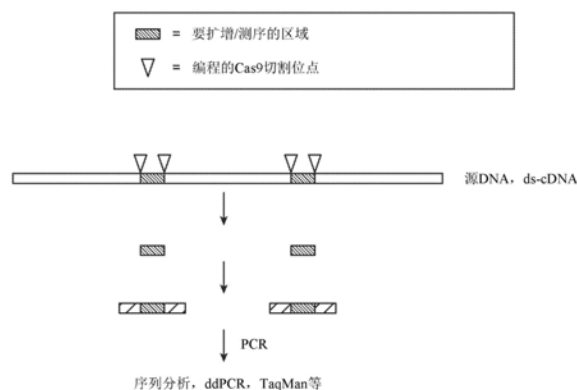 = 要扩增/测序的区域
= 编程的Cas9切割位点
源DNA，ds-cDNA
PCR
序列分析，ddPCR，TaqMan等